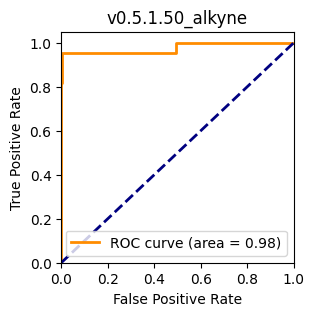 v0.5.1.50_alkyne
1.0
0.8
0.6
0.4
0.2
0.0
True Positive Rate
ROC curve (area = 0.98)
0.0 0.2 0.4 0.6 0.8 1.0
False Positive Rate